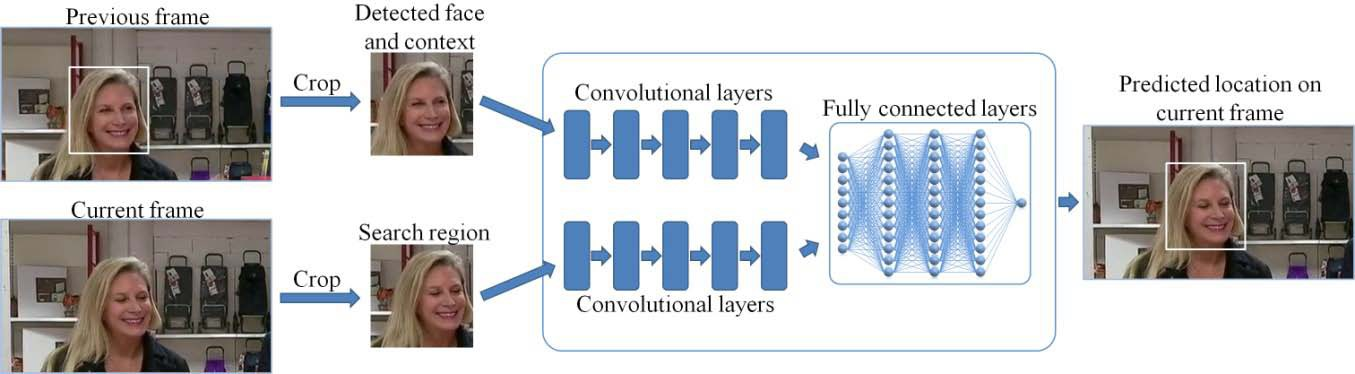 Previous frame
Crop
Detected face
and context
Convolutional layers
Fully connected layers
Predicted location on
current frame
Current frame
Crop
Search region
Convolutional layers